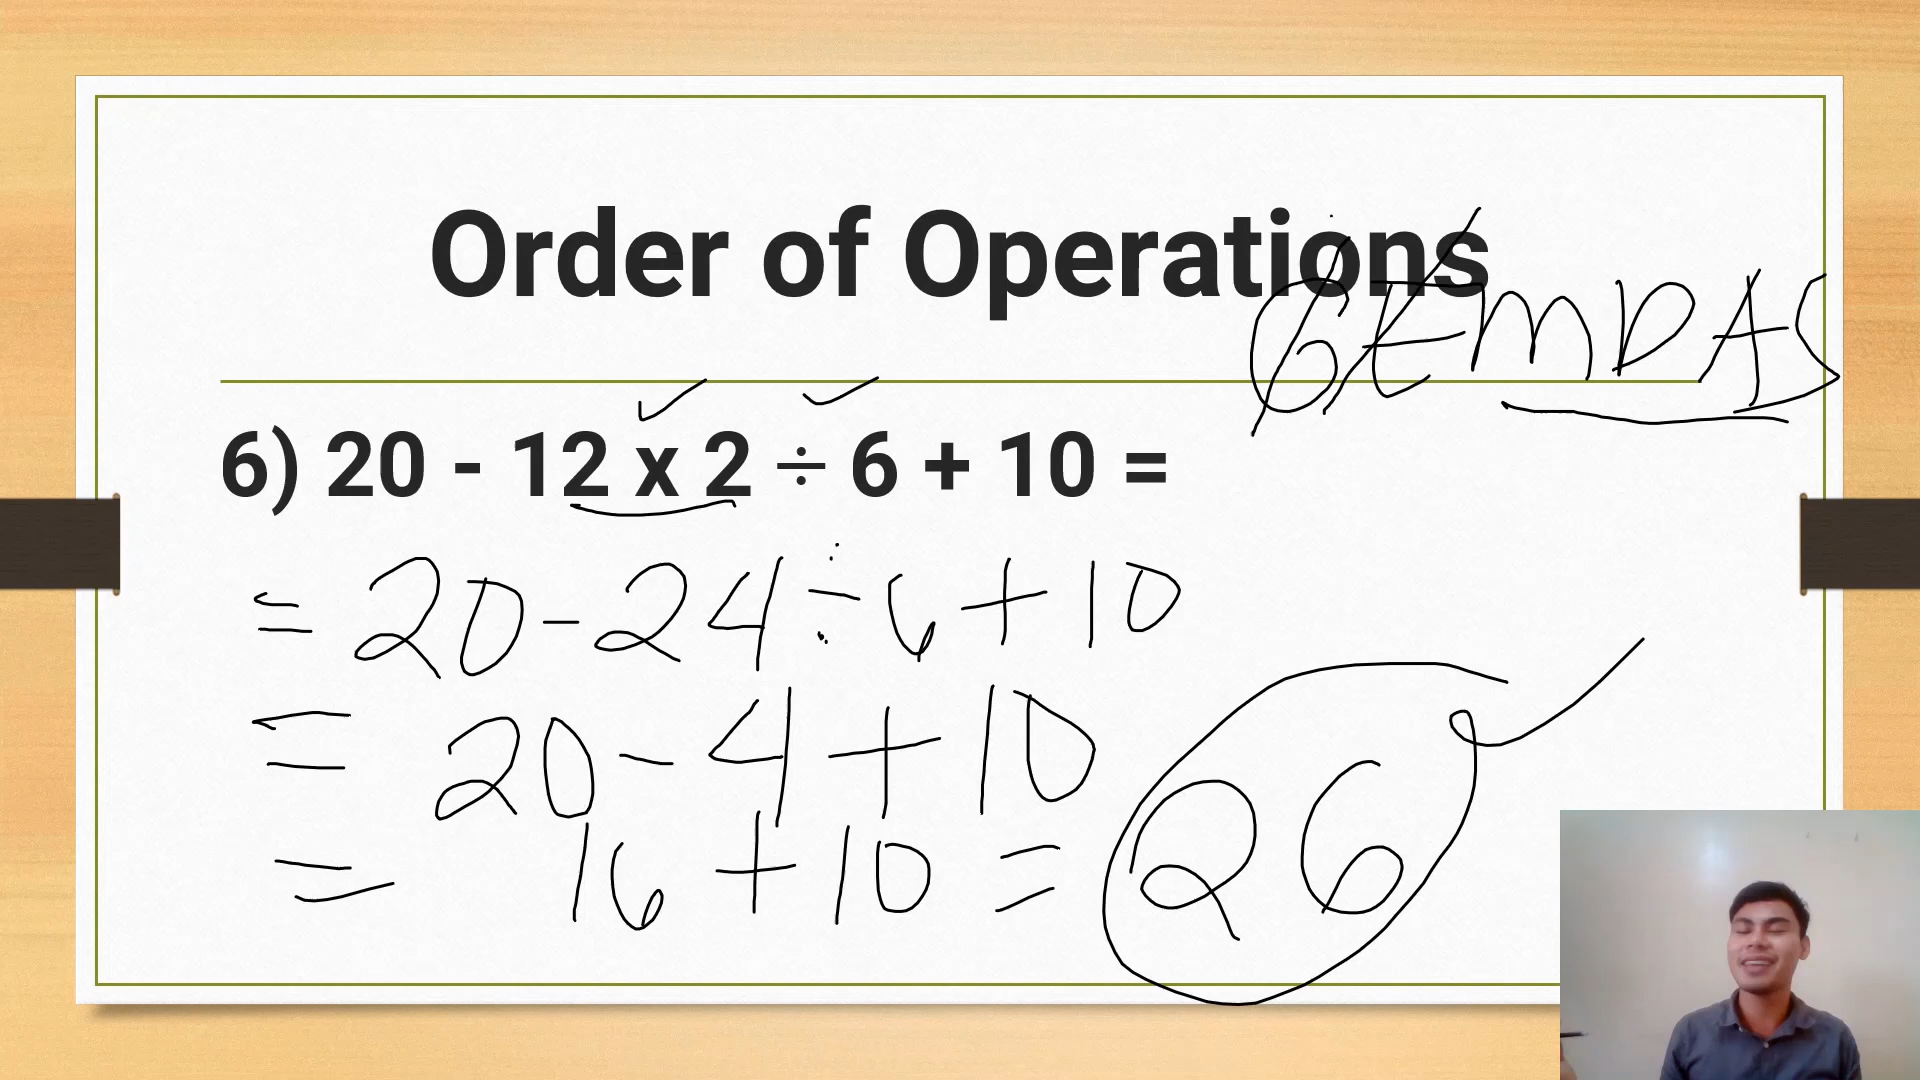 Order of Operations
GEMDAS
6) 20 - 12 x 2 ÷ 6 + 10 =
= 20 - 24 ÷ 6 + 10
= 20 - 4 + 10
= 16 + 10 = 26